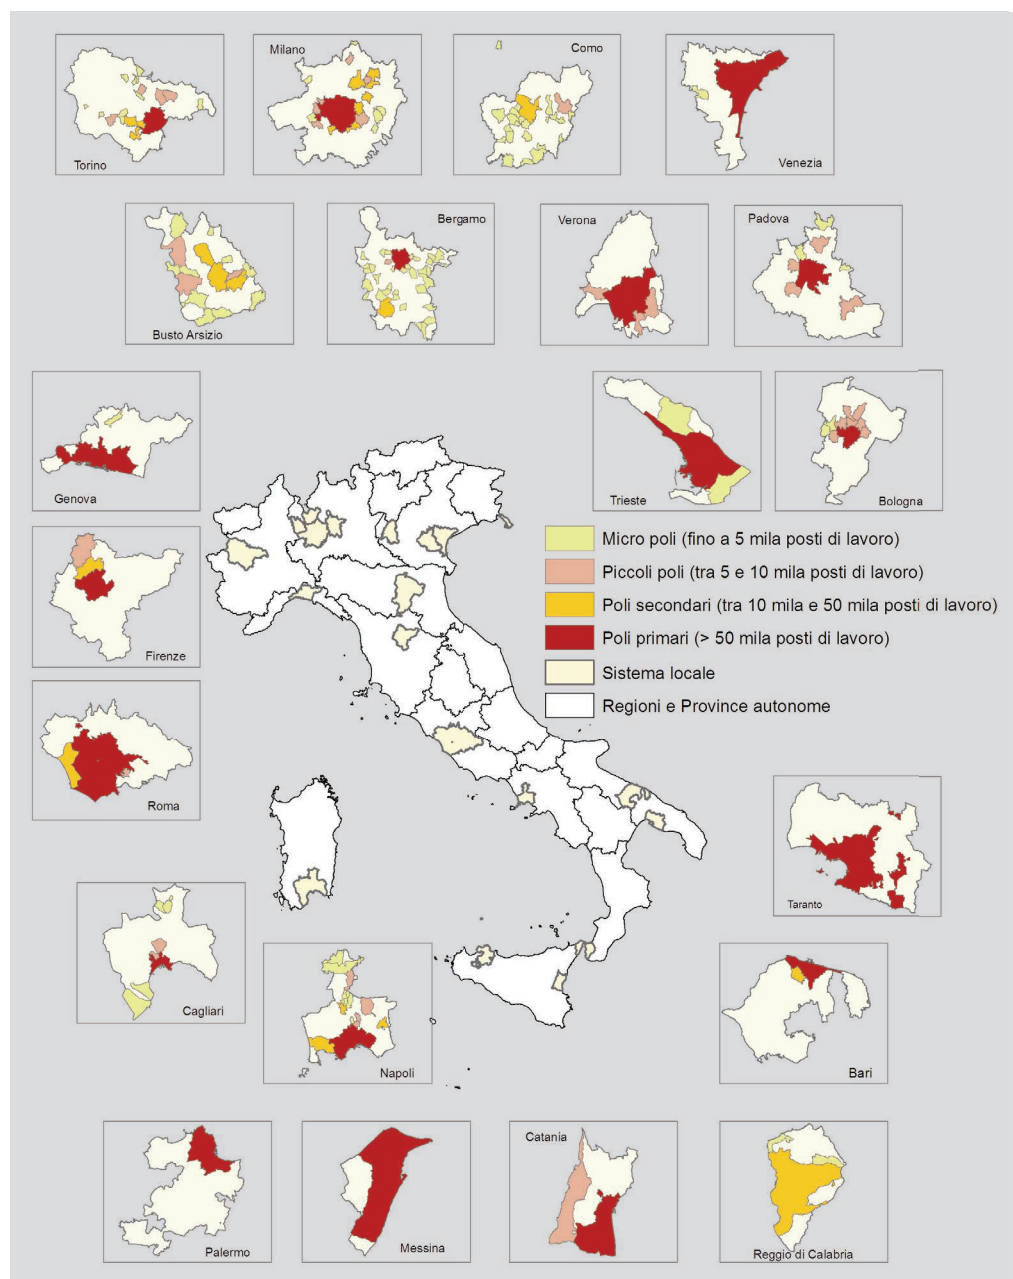 Torino
Milano
Como
Venezia
Busto Arsizio
Bergamo
Verona
Padova
Genova
Trieste
Bologna
Firenze
Micro poli (fino a 5 mila posti di lavoro)
Piccoli poli (tra 5 e 10 mila posti di lavoro)
Poli secondari (tra 10 mila e 50 mila posti di lavoro)
Poli primari (> 50 mila posti di lavoro)
Sistema locale
Regioni e Province autonome
Roma
Taranto
Cagliari
Napoli
Bari
Palermo
Messina
Catania
Reggio di Calabria